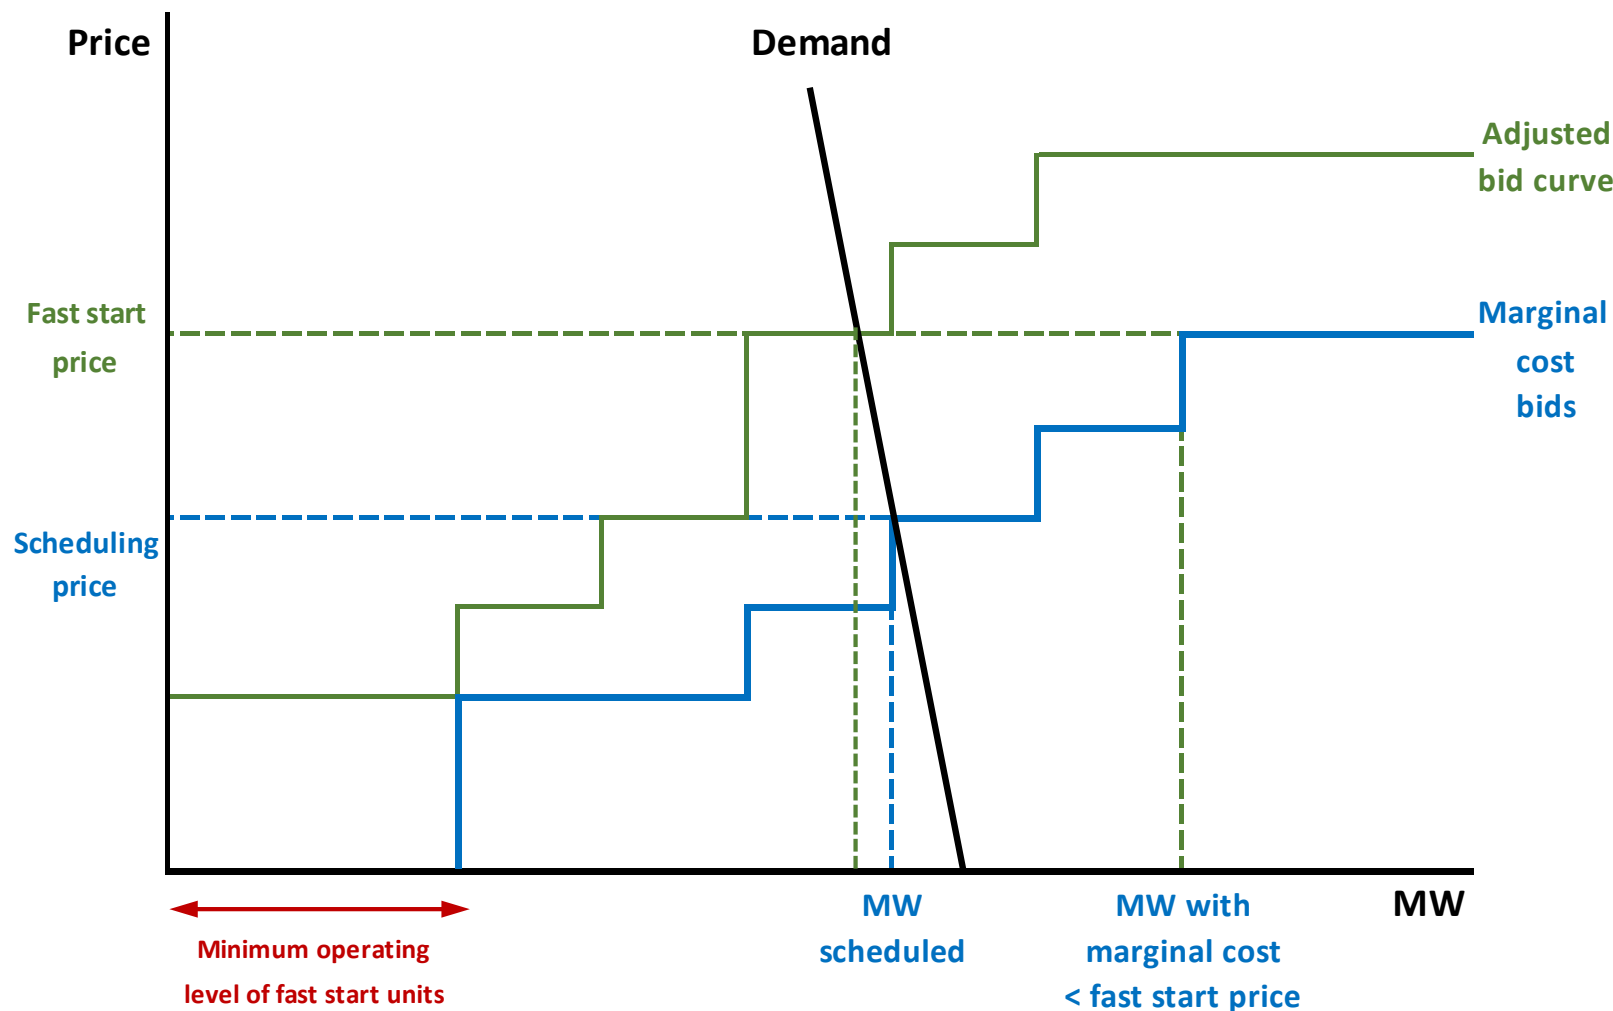 Price
Demand
Adjusted
bid curve
Fast start
price
Marginal
cost
bids
Scheduling
price
MW
scheduled
MW with
marginal cost
< fast start price
MW
Minimum operating
level of fast start units